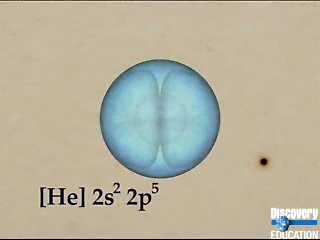 [He] 2s² 2p⁵
Discovery
EDUCATION